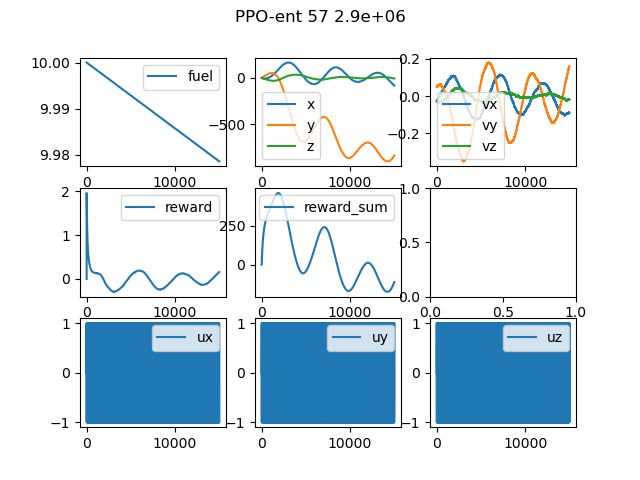 PPO-ent 57 2.9e+06
10.00
9.99
9.98
0 10000
fuel
0
−500
0 10000
x
y
z
0.2
0.0
−0.2
0 10000
vx
vy
vz
2
1
0
0 10000
reward
250
0
0 10000
reward_sum
1.0
0.5
0.0
0.0 0.5 1.0
1
0
−1
0 10000
ux
1
0
−1
0 10000
uy
1
0
−1
0 10000
uz